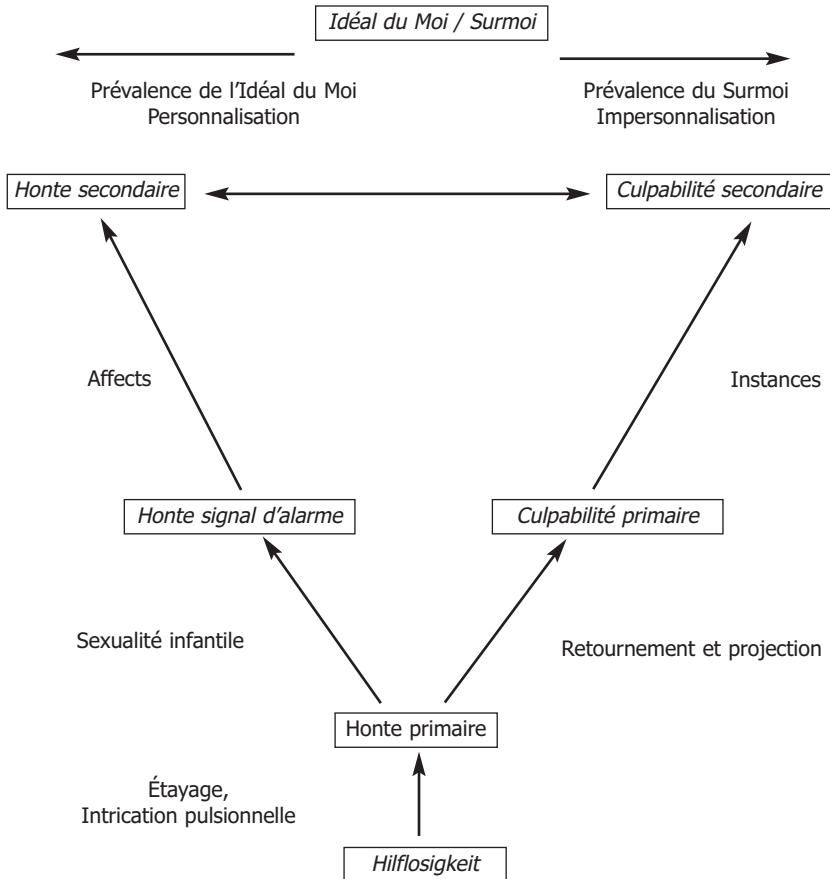 Idéal du Moi / Surmoi
Prévalence de l'Idéal du Moi
Personnalisation
Prévalence du Surmoi
Impersonnalisation
Honte secondaire
Culpabilité secondaire
Affects
Instances
Honte signal d'alarme
Culpabilité primaire
Sexualité infantile
Retournement et projection
Honte primaire
Étayage,
Intrication pulsionnelle
Hilflosigkeit